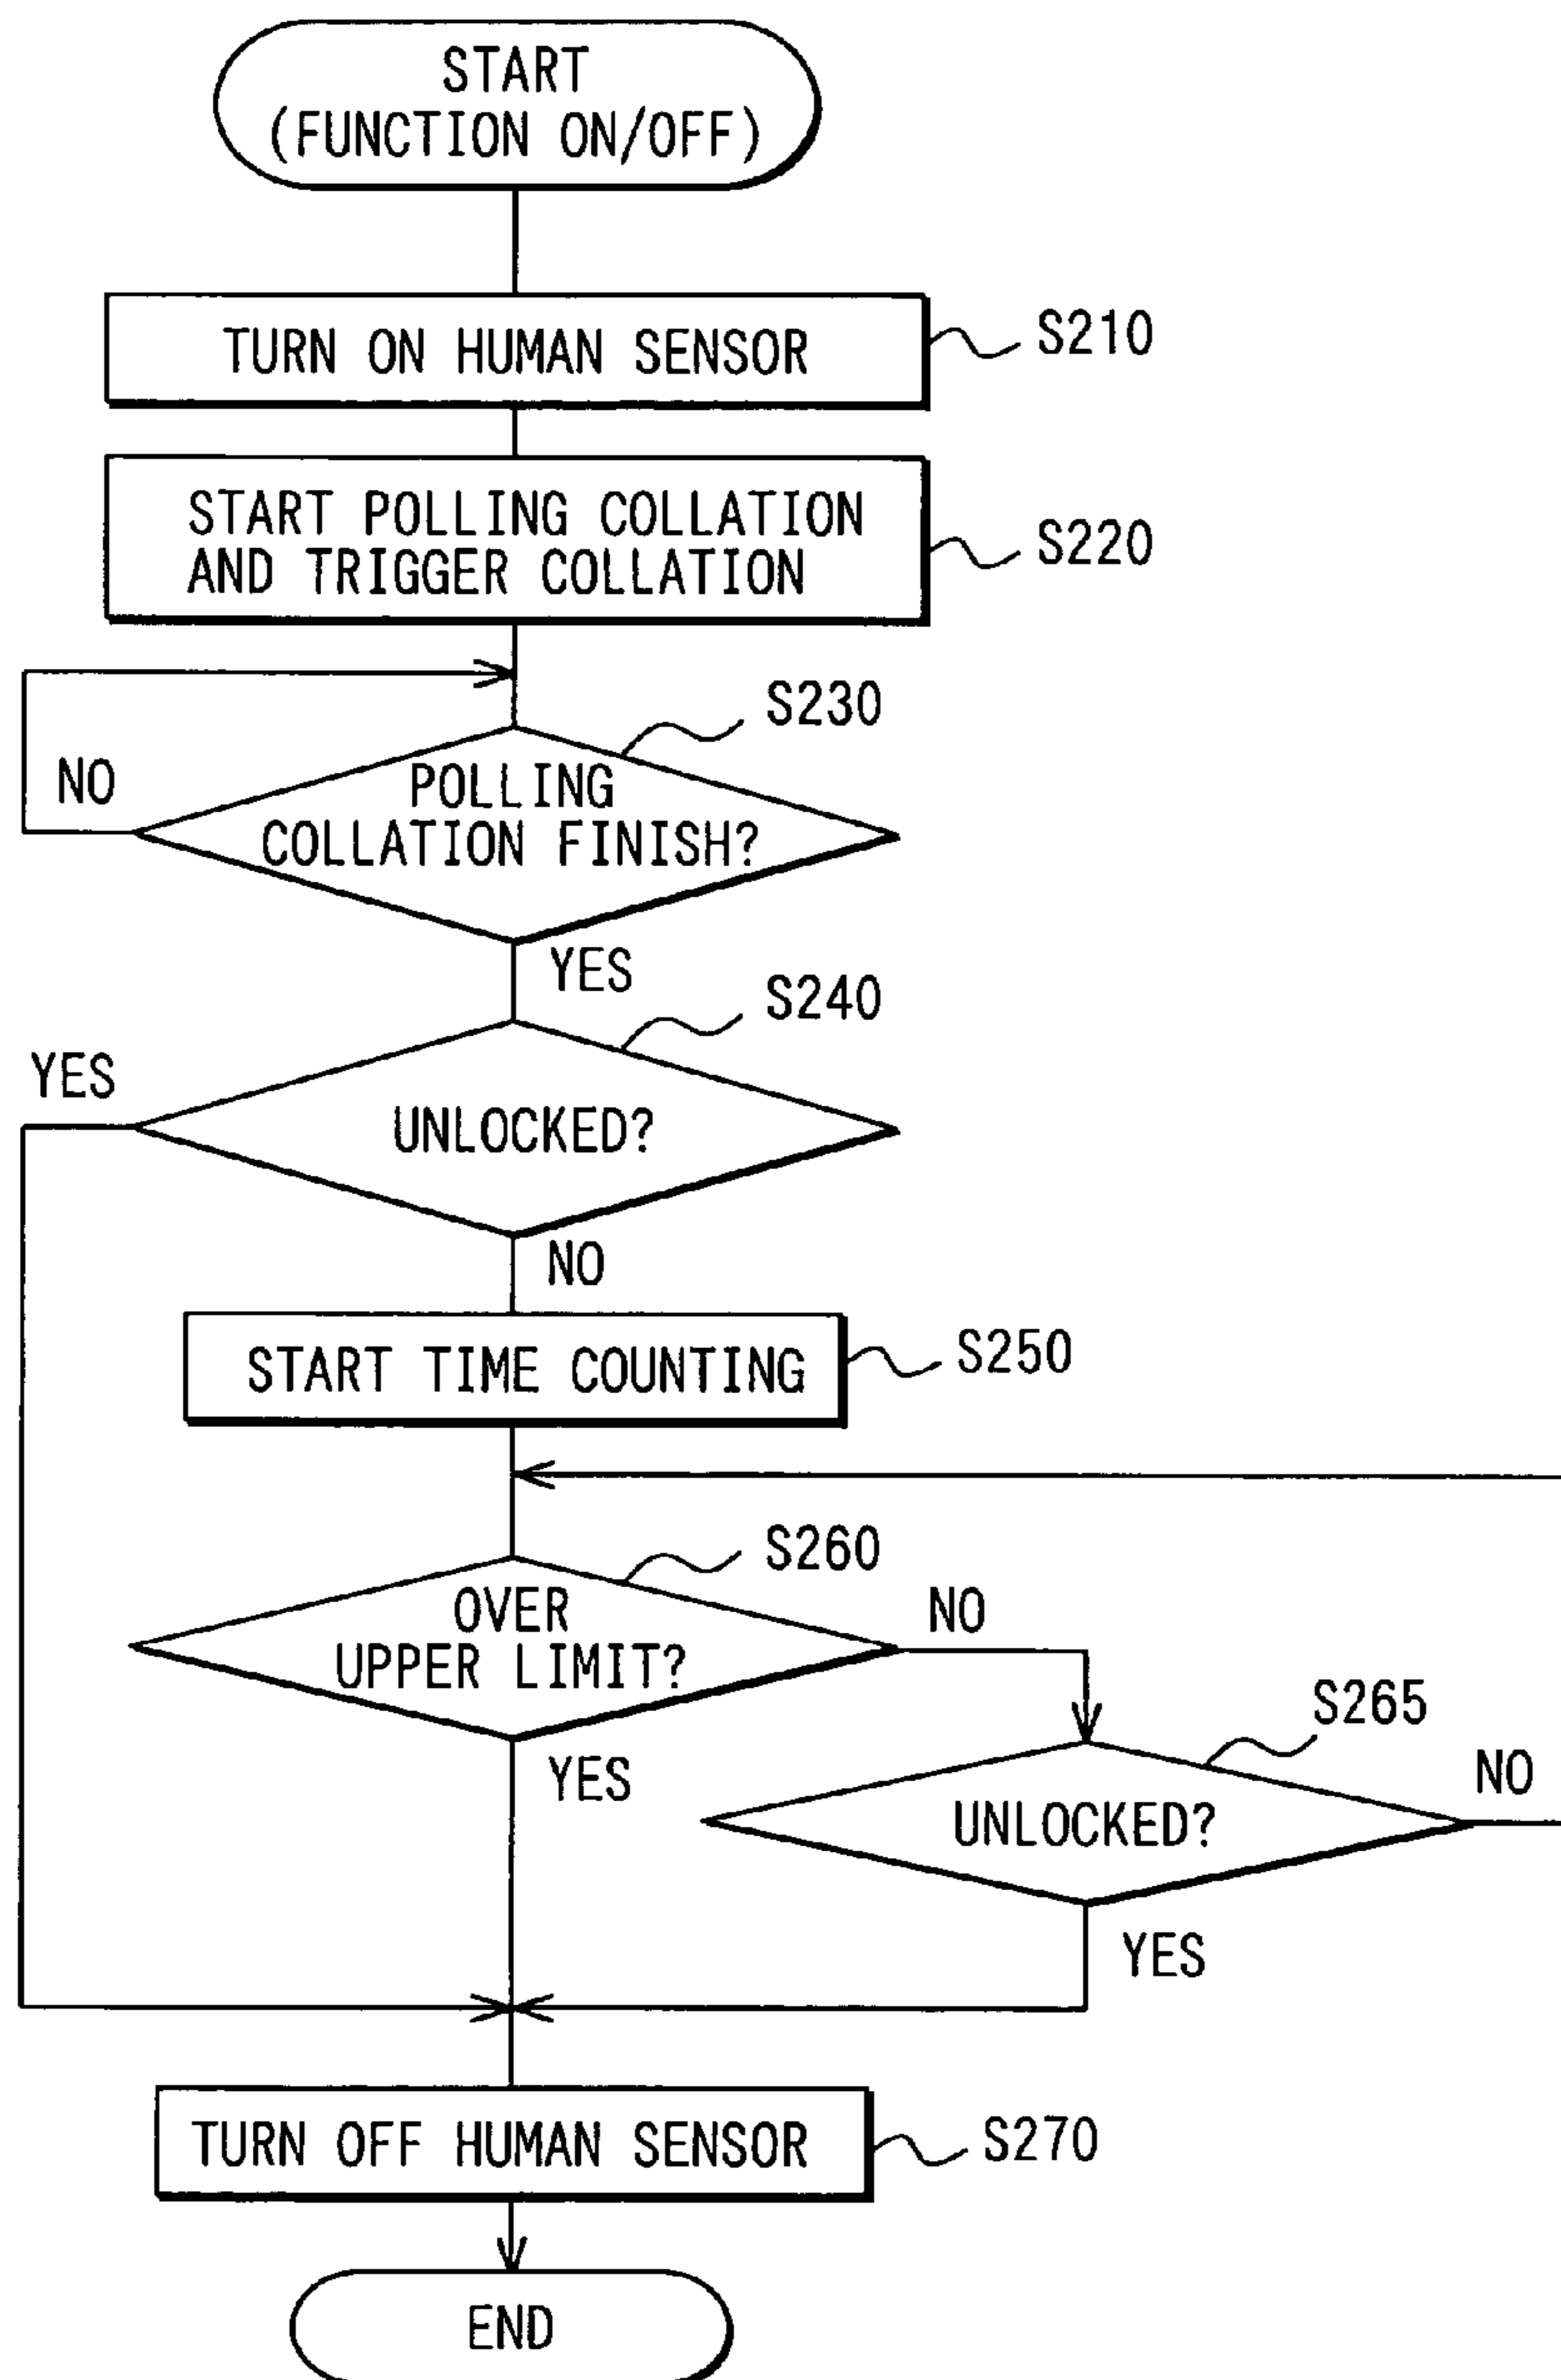 START
(FUNCTION ON/OFF)
TURN ON HUMAN SENSOR
S210
START POLLING COLLATION
AND TRIGGER COLLATION
S220
S230
NO
POLLING
COLLATION FINISH?
YES
S240
YES
UNLOCKED?
NO
START TIME COUNTING
S250
S260
OVER
UPPER LIMIT?
NO
YES
S265
UNLOCKED?
NO
YES
TURN OFF HUMAN SENSOR
S270
END